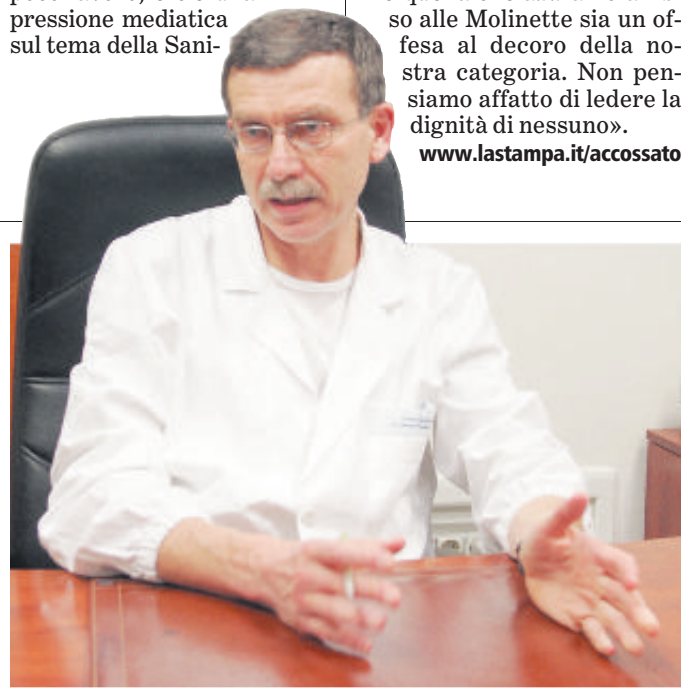 pressione mediatica
sul tema della Sani-
so alle Molinette sia un of-
fesa al decoro della no-
stra categoria. Non pen-
siamo affatto di ledere la
dignità di nessuno».
www.lastampa.it/accossato